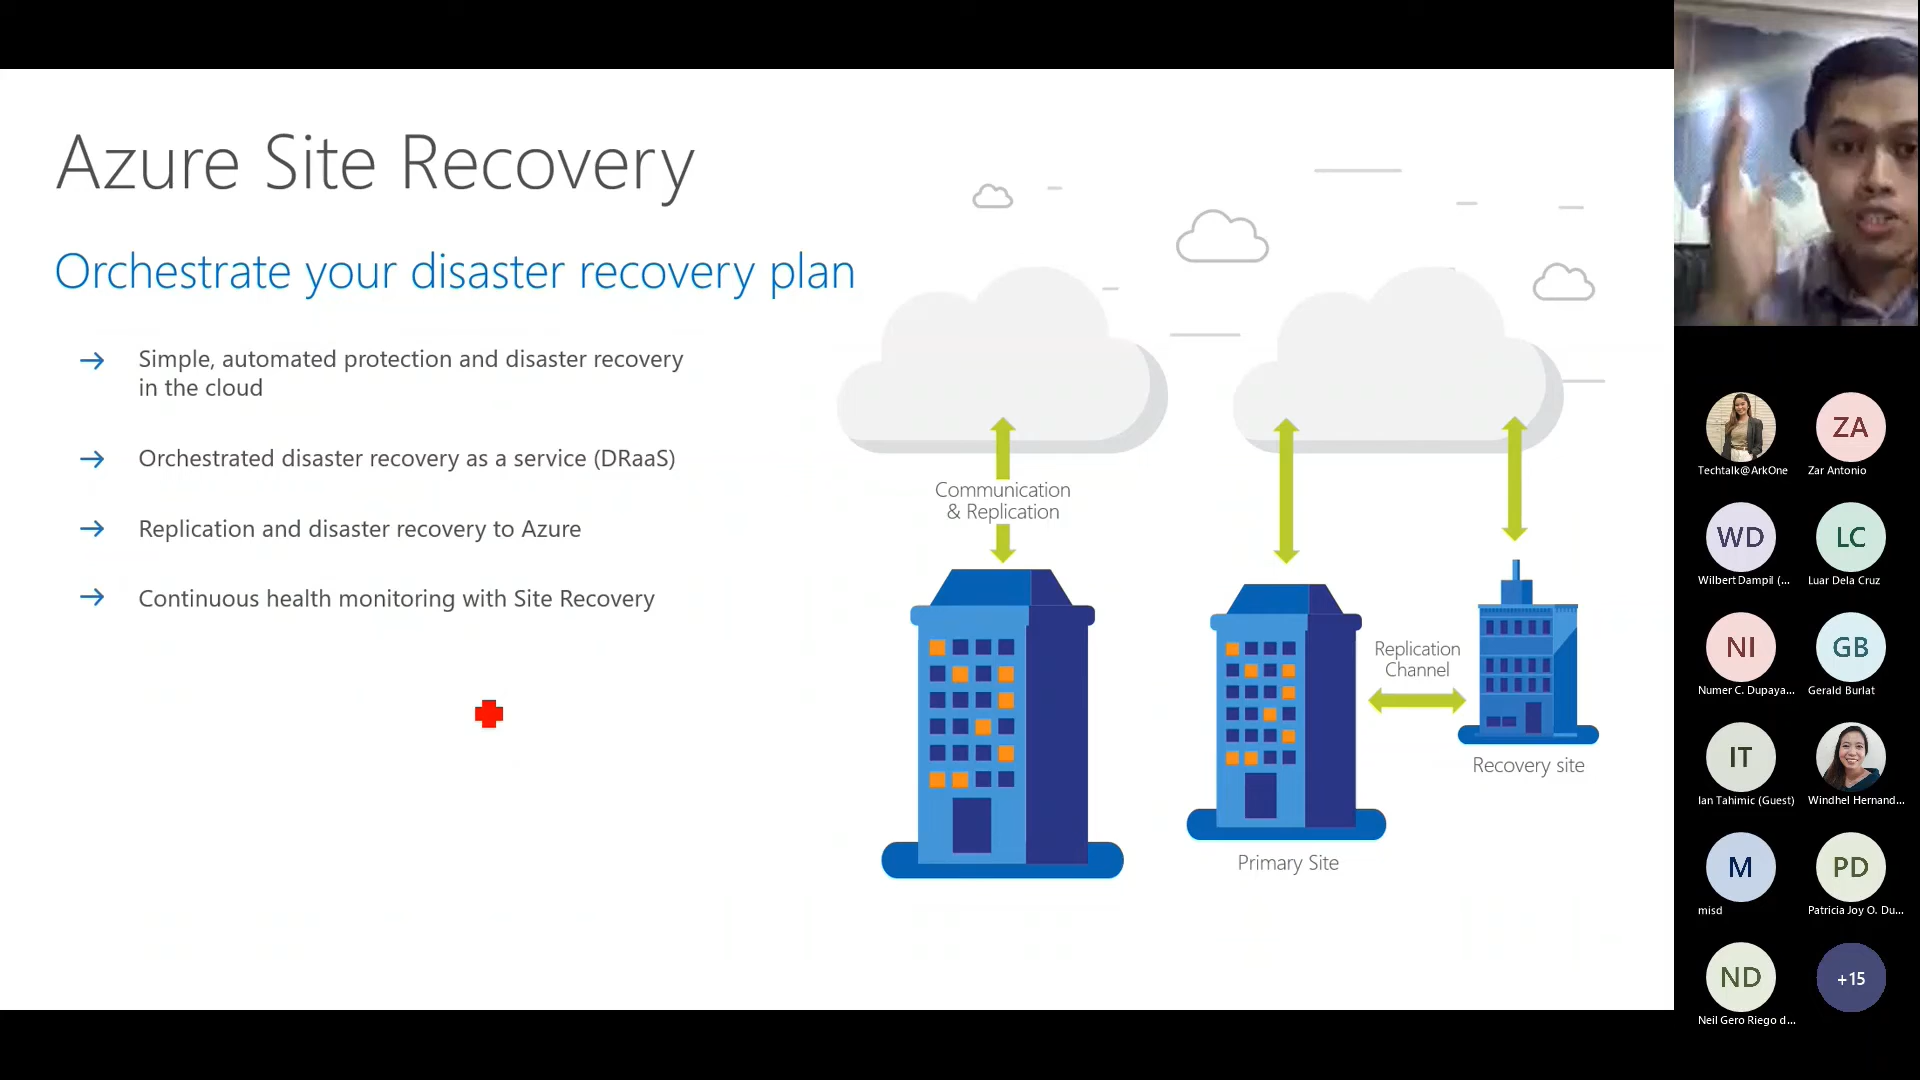 Azure Site Recovery
Orchestrate your disaster recovery plan
Simple, automated protection and disaster recovery
in the cloud
Orchestrated disaster recovery as a service (DRaaS)
Replication and disaster recovery to Azure
Continuous health monitoring with Site Recovery
Communication
& Replication
Replication
Channel
Recovery site
Primary Site
Techtalk@ArkOne
ZA
Zar Antonio
WD
Wilbert Dampil (...
LC
Luar Dela Cruz
NI
Numer C. Dupaya...
GB
Gerald Burlat
IT
Ian Tahimic (Guest)
Windhel Hernand...
M
misd
PD
Patricia Joy O. Du...
ND
Neil Gero Riego d...
+15